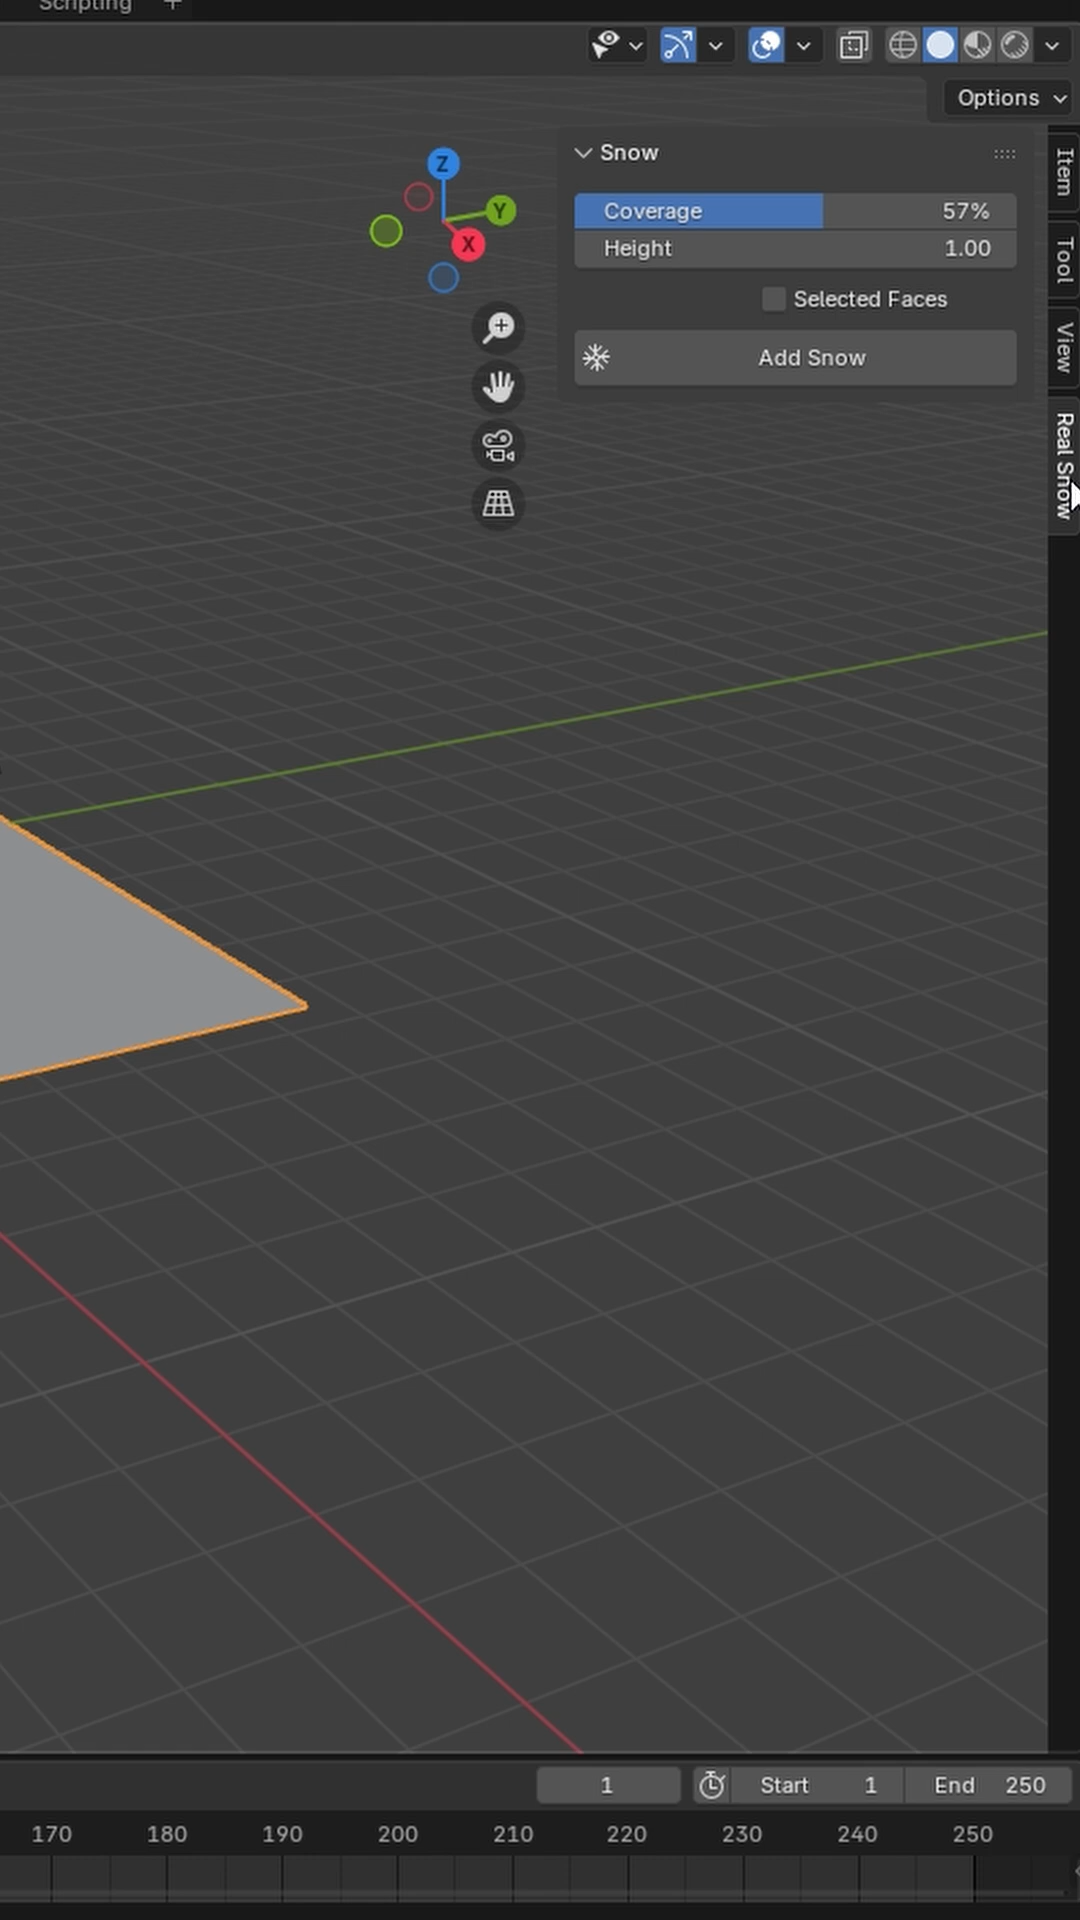 Scripting +
Options
Snow
Coverage 57%
Height 1.00
Selected Faces
Add Snow
Z
Y
X
Item
Tool
View
Real Snow
1
Start 1
End 250
170 180 190 200 210 220 230 240 250